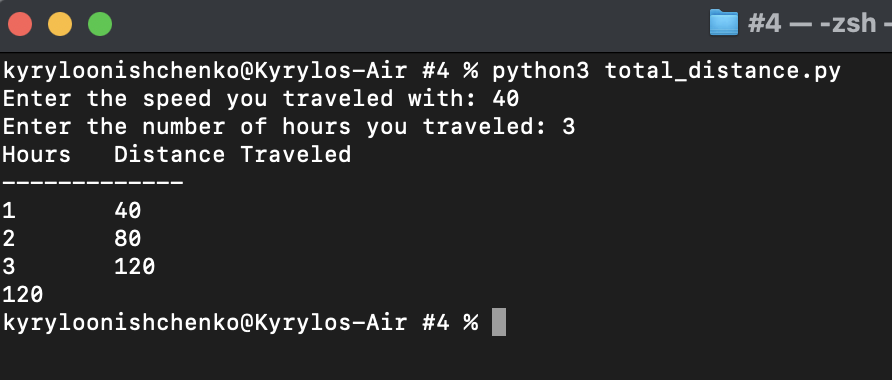 #4 — -zsh -
kyryloonishchenko@Kyrylos-Air #4 % python3 total_distance.py
Enter the speed you traveled with: 40
Enter the number of hours you traveled: 3
Hours   Distance Traveled
-------------
1       40
2       80
3       120
120
kyryloonishchenko@Kyrylos-Air #4 %